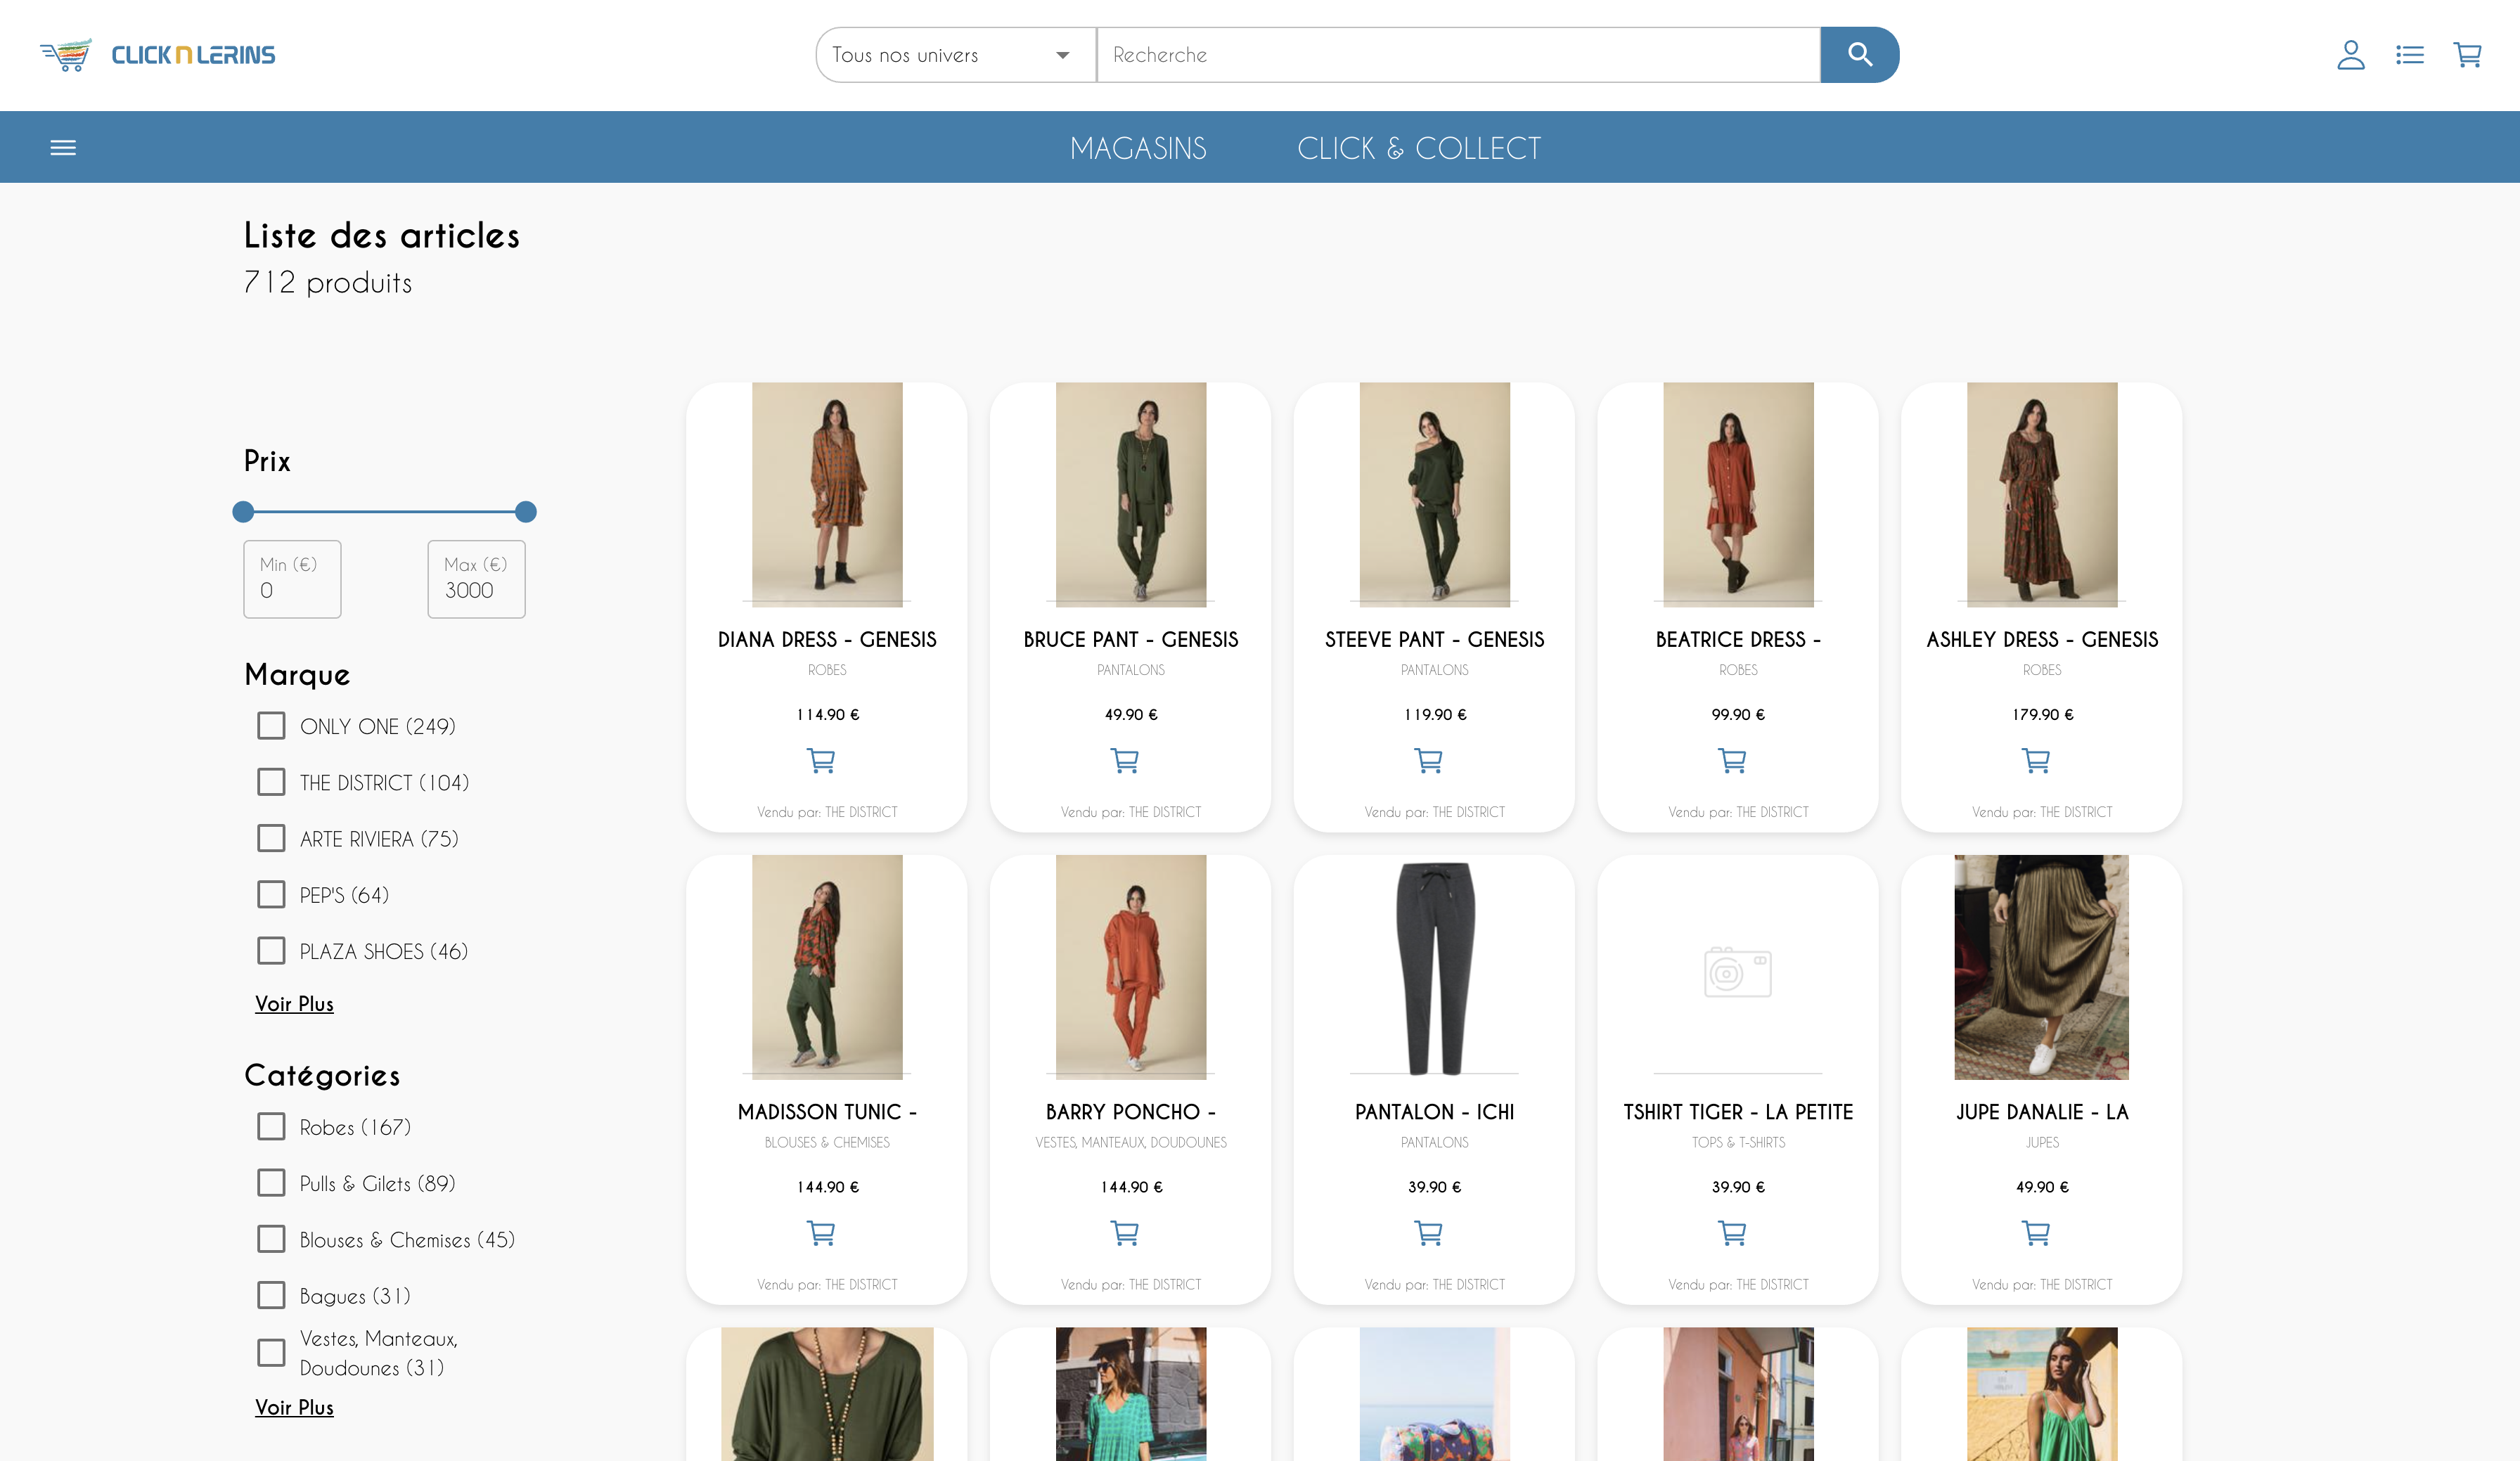 CLICK N LERINS
Tous nos univers
Recherche
MAGASINS
CLICK & COLLECT
Liste des articles
712 produits
Prix
Min (€)
0
Max (€)
3000
Marque
ONLY ONE (249)
THE DISTRICT (104)
ARTE RIVIERA (75)
PEP'S (64)
PLAZA SHOES (46)
Voir Plus
Catégories
Robes (167)
Pulls & Gilets (89)
Blouses & Chemises (45)
Bagues (31)
Vestes, Manteaux,
Doudounes (31)
Voir Plus
DIANA DRESS - GENESIS
ROBES
114.90 €
Vendu par: THE DISTRICT
BRUCE PANT - GENESIS
PANTALONS
49.90 €
Vendu par: THE DISTRICT
STEEVE PANT - GENESIS
PANTALONS
119.90 €
Vendu par: THE DISTRICT
BEATRICE DRESS -
ROBES
99.90 €
Vendu par: THE DISTRICT
ASHLEY DRESS - GENESIS
ROBES
179.90 €
Vendu par: THE DISTRICT
MADISSON TUNIC -
BLOUSES & CHEMISES
144.90 €
Vendu par: THE DISTRICT
BARRY PONCHO -
VESTES, MANTEAUX, DOUDOUNES
144.90 €
Vendu par: THE DISTRICT
PANTALON - ICHI
PANTALONS
39.90 €
Vendu par: THE DISTRICT
TSHIRT TIGER - LA PETITE
TOPS & T-SHIRTS
39.90 €
Vendu par: THE DISTRICT
JUPE DANALIE - LA
JUPES
49.90 €
Vendu par: THE DISTRICT